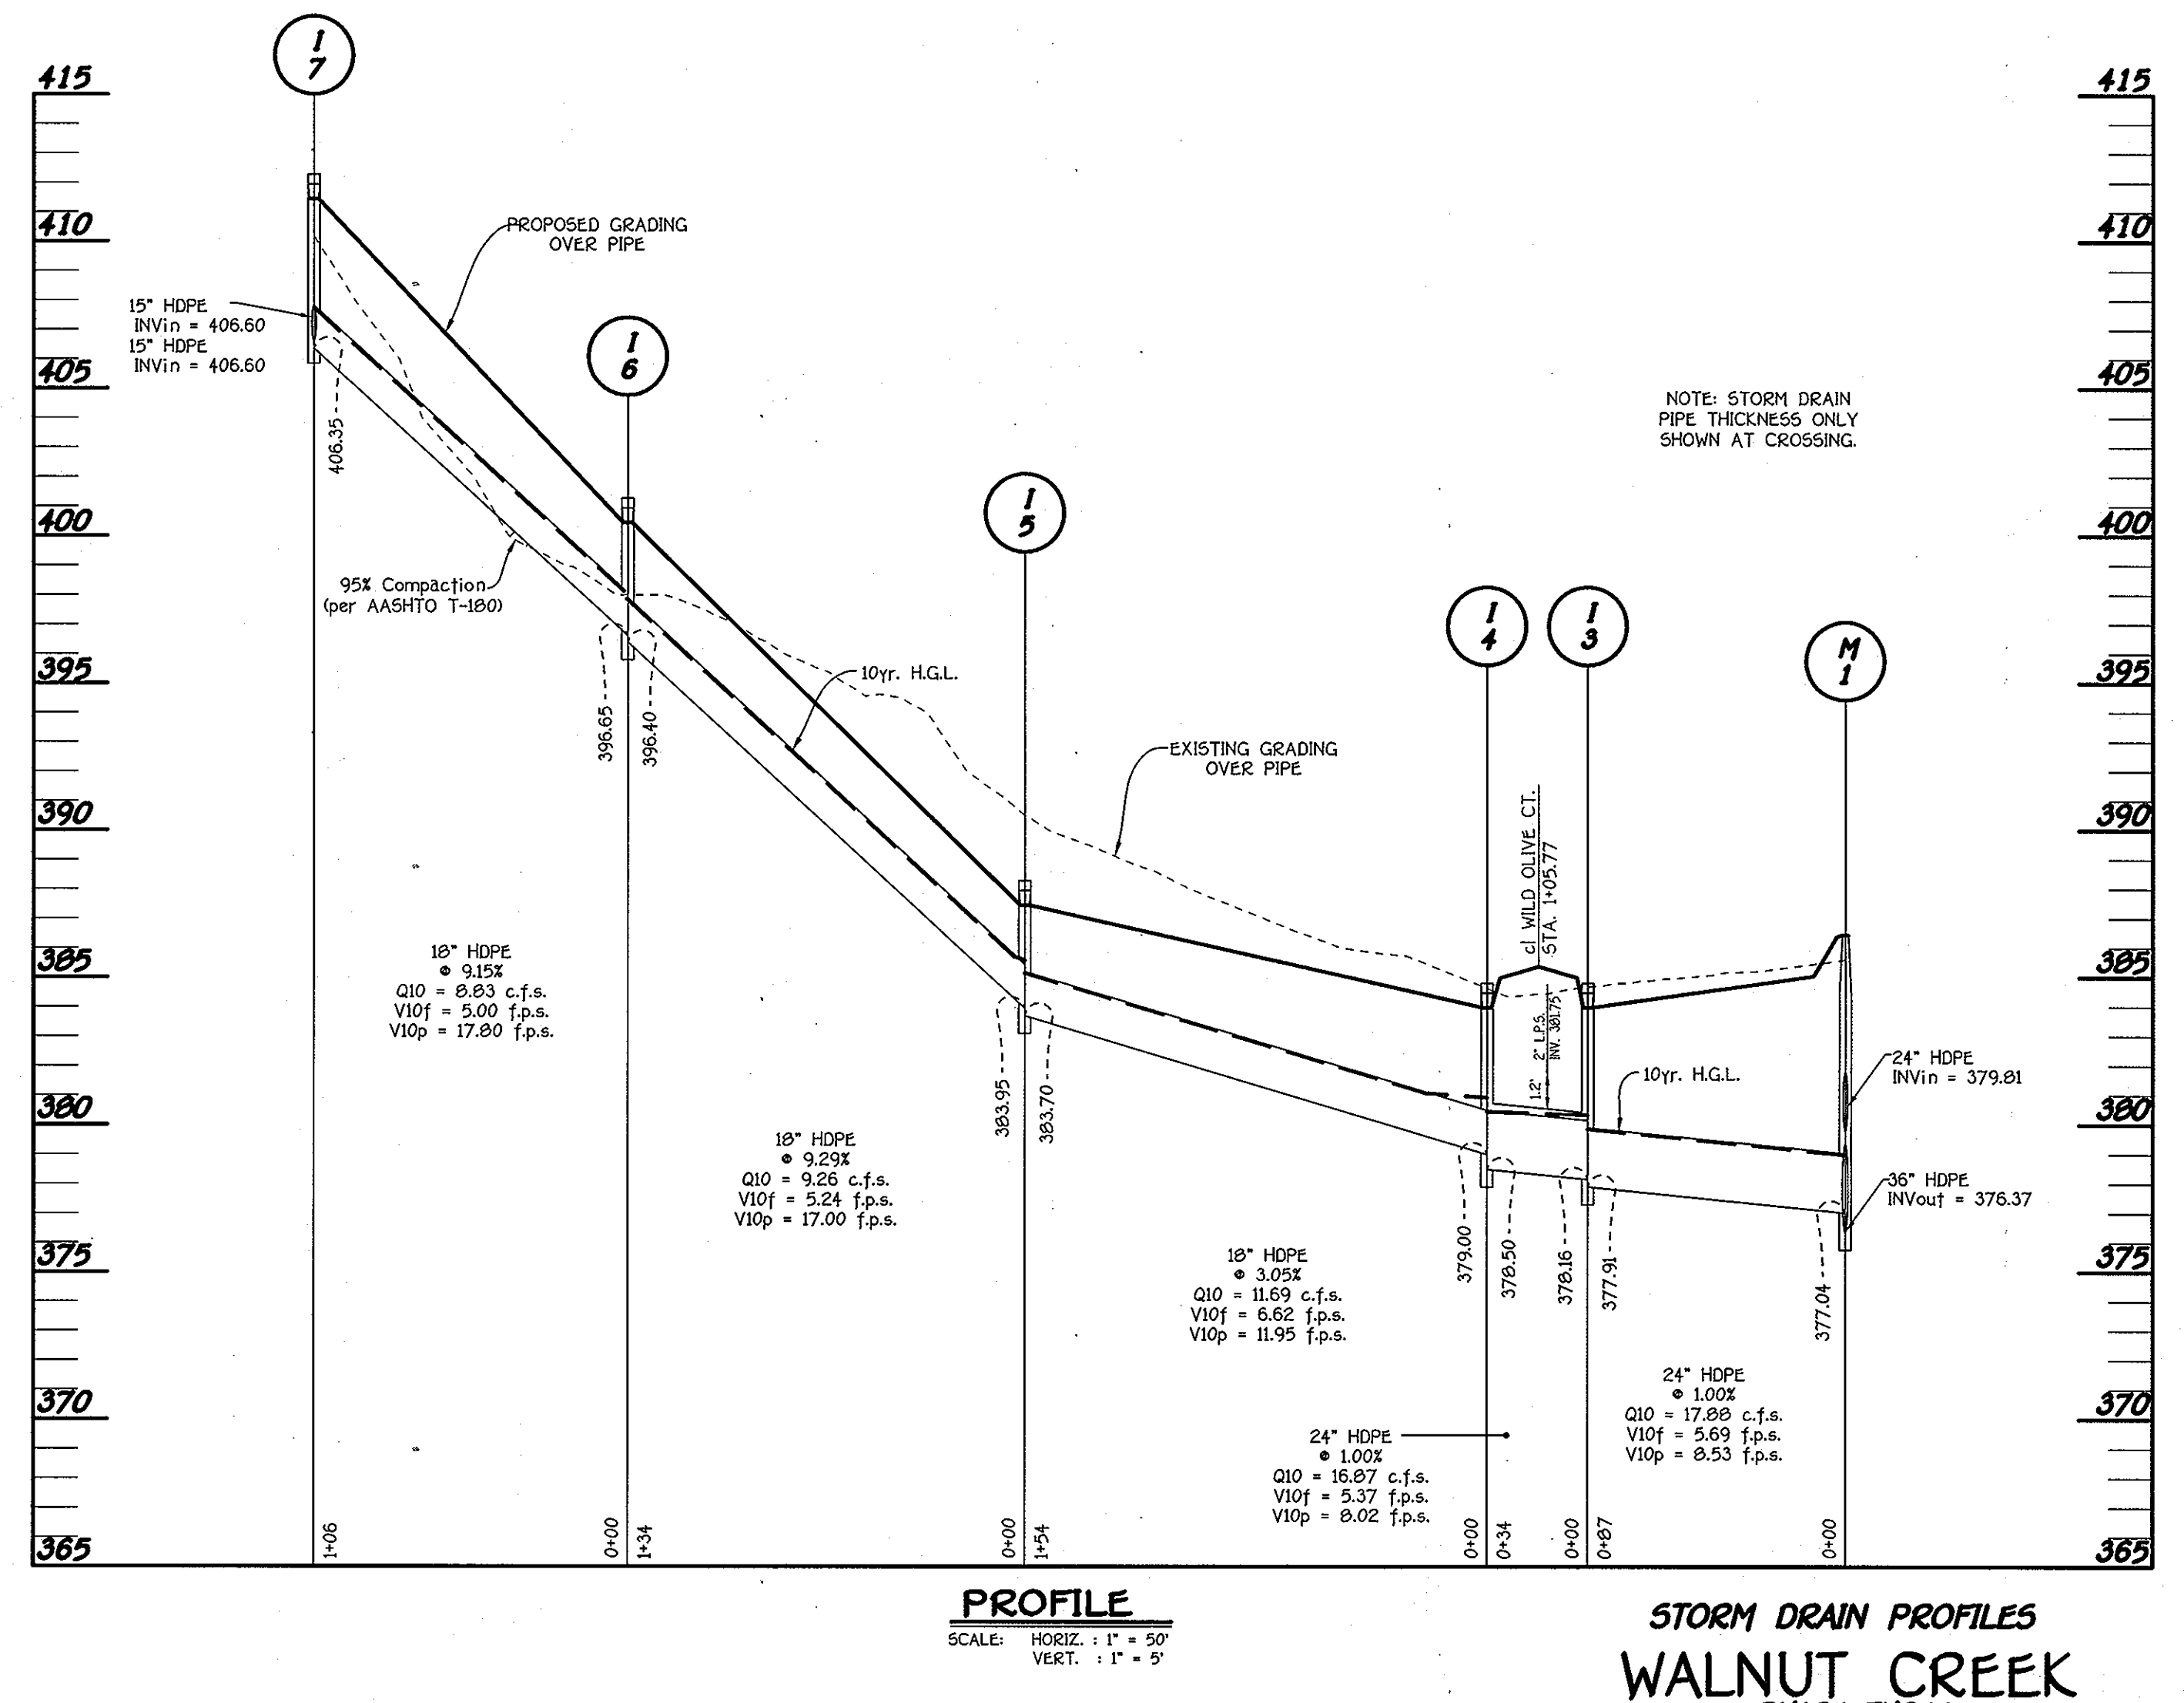 I
7
415
415
410
410
PROPOSED GRADING
OVER PIPE
15" HDPE
INVin = 406.60
15" HDPE
INVin = 406.60
I
6
405
405
406.35
NOTE: STORM DRAIN
PIPE THICKNESS ONLY
SHOWN AT CROSSING.
I
5
400
400
95% Compaction
(per AASHTO T-180)
I
4
I
3
M
1
395
395
10yr. H.G.L.
396.65
396.40
EXISTING GRADING
OVER PIPE
390
390
cl WILD OLIVE CT.
STA. 1+05.77
385
385
18" HDPE
@ 9.15%
Q10 = 8.83 c.f.s.
V10f = 5.00 f.p.s.
V10p = 17.80 f.p.s.
1.2'
2" L.P.S.
INV. 381.75
383.95
383.70
10yr. H.G.L.
24" HDPE
INVin = 379.81
380
380
18" HDPE
@ 9.29%
Q10 = 9.26 c.f.s.
V10f = 5.24 f.p.s.
V10p = 17.00 f.p.s.
36" HDPE
INVout = 376.37
379.00
378.50
378.16
377.91
377.04
375
375
18" HDPE
@ 3.05%
Q10 = 11.69 c.f.s.
V10f = 6.62 f.p.s.
V10p = 11.95 f.p.s.
24" HDPE
@ 1.00%
Q10 = 17.88 c.f.s.
V10f = 5.69 f.p.s.
V10p = 8.53 f.p.s.
370
370
24" HDPE
@ 1.00%
Q10 = 16.87 c.f.s.
V10f = 5.37 f.p.s.
V10p = 8.02 f.p.s.
365
1+06
0+00
1+34
0+00
1+54
0+00
0+34
0+00
0+87
0+00
365
PROFILE
SCALE: HORIZ. : 1" = 50'
VERT. : 1" = 5'
STORM DRAIN PROFILES
WALNUT CREEK